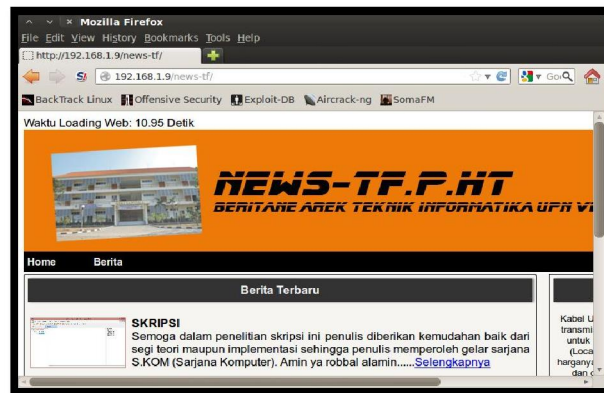 Mozilla Firefox
File Edit View History Bookmarks Tools Help
http://192.168.1.9/news-tf/
192.168.1.9/news-tf/
BackTrack Linux Offensive Security Exploit-DB Aircrack-ng SomaFM
Waktu Loading Web: 10.95 Detik
NEWS-TF.P.HT
BERITANE AREK TEKNIK INFORMATIKA UPN
Home Berita
Berita Terbaru
SKRIPSI
Semoga dalam penelitian skripsi ini penulis diberikan kemudahan baik dari
segi teori maupun implementasi sehingga penulis memperoleh gelar sarjana
S.KOM (Sarjana Komputer). Amin ya robbal alamin......Selengkapnya
Kabel U
transmi
untuk
(Loca
harganya
dan